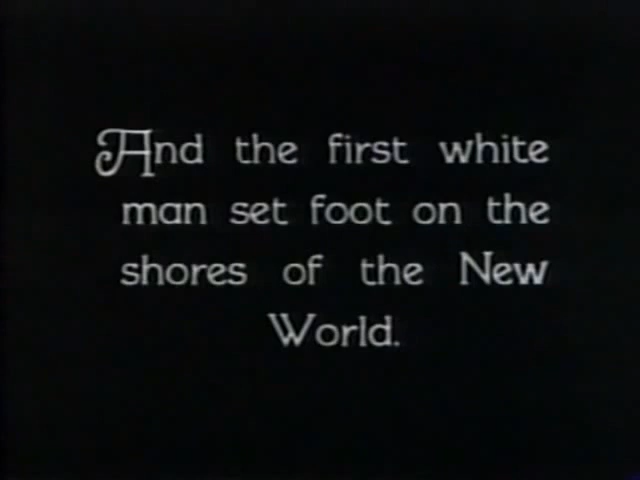 And the first white
man set foot on the
shores of the New
World.